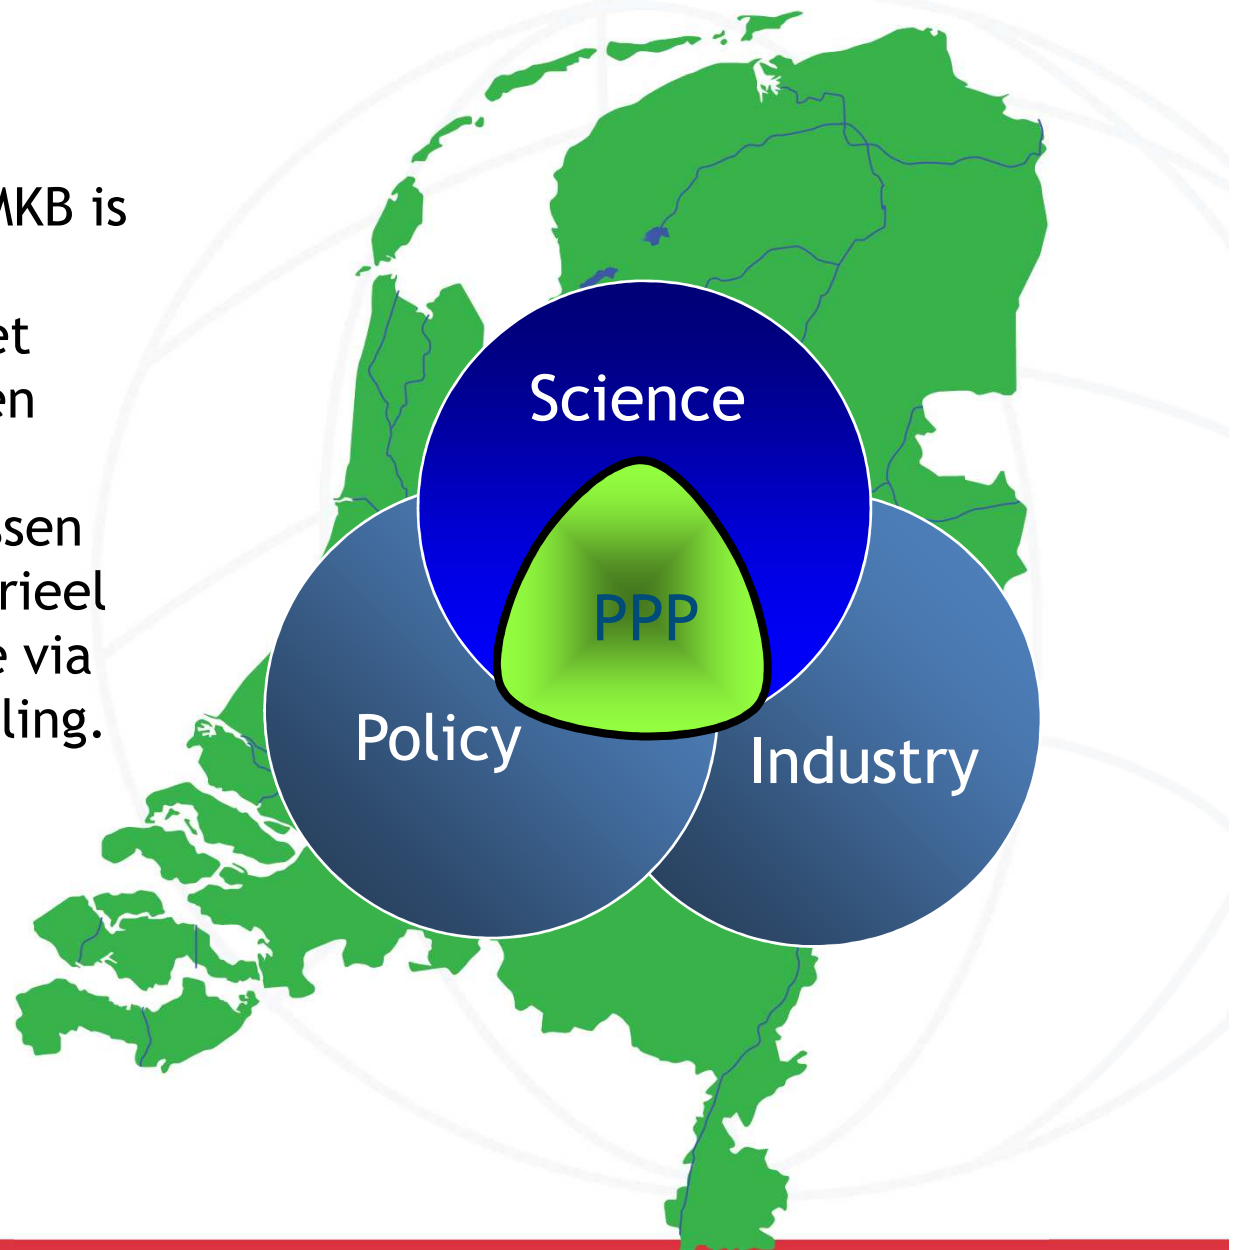 MKB is
et
en
ssen
rieel
e via
ling.
Science
PPP
Policy
Industry